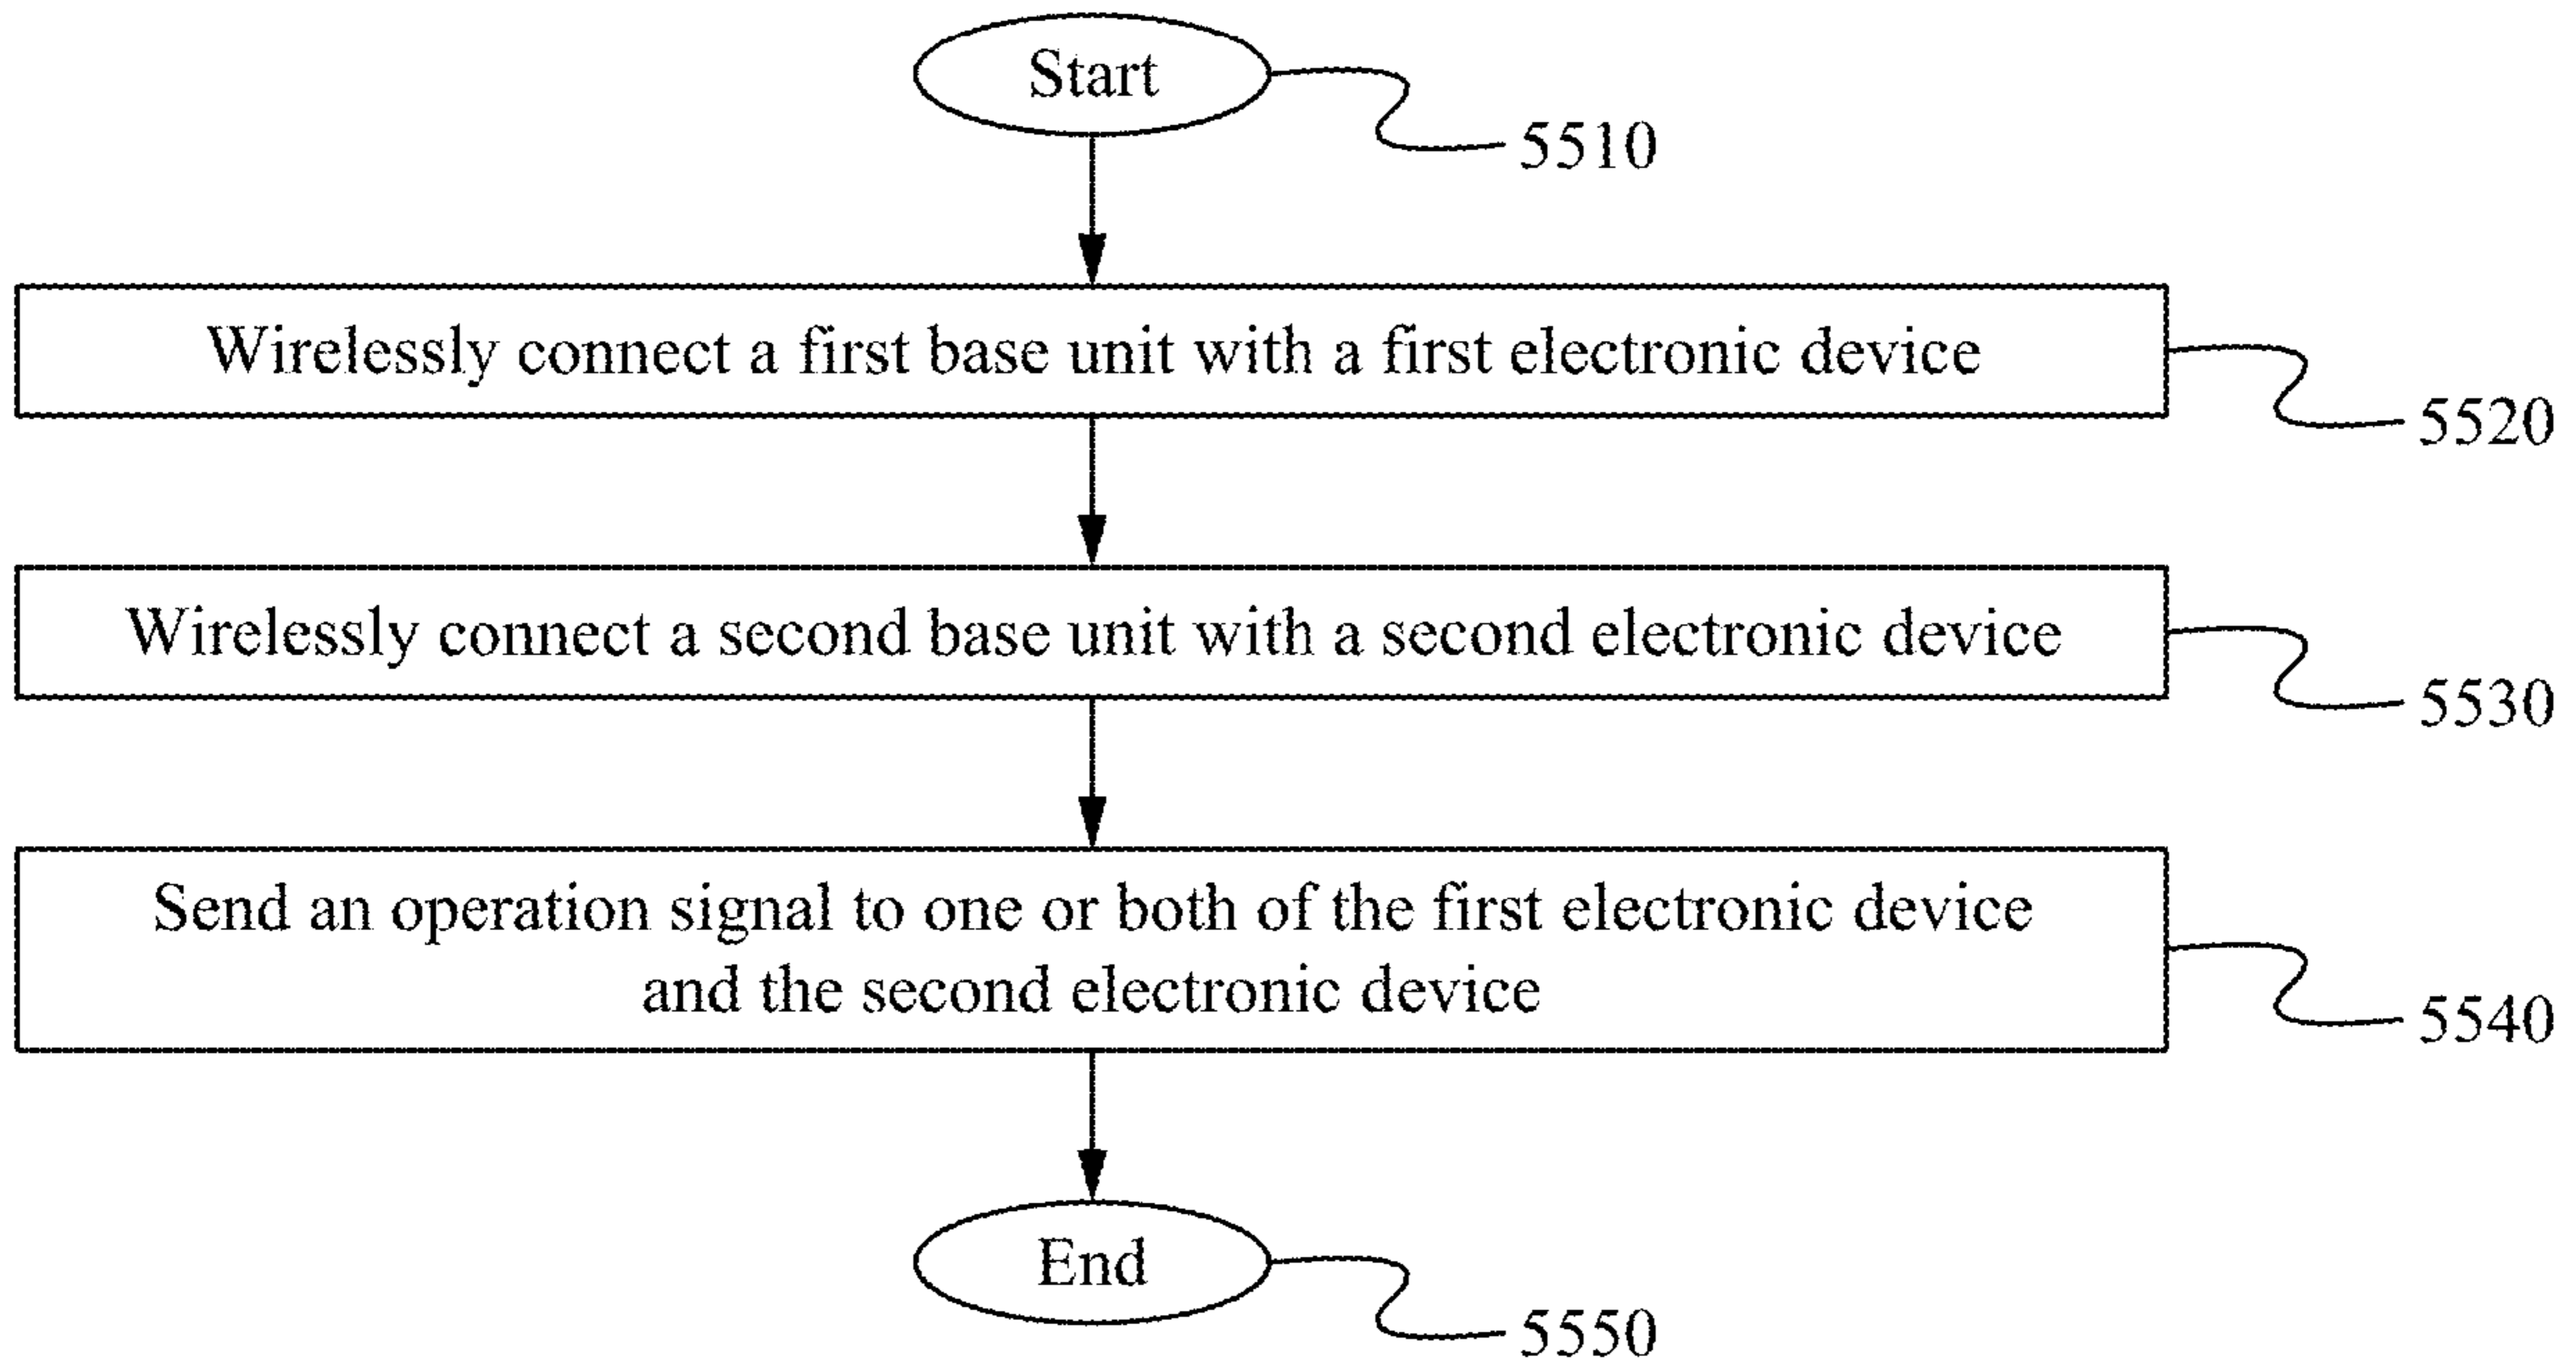 Start
5510
Wirelessly connect a first base unit with a first electronic device
5520
Wirelessly connect a second base unit with a second electronic device
5530
Send an operation signal to one or both of the first electronic device
and the second electronic device
5540
End
5550